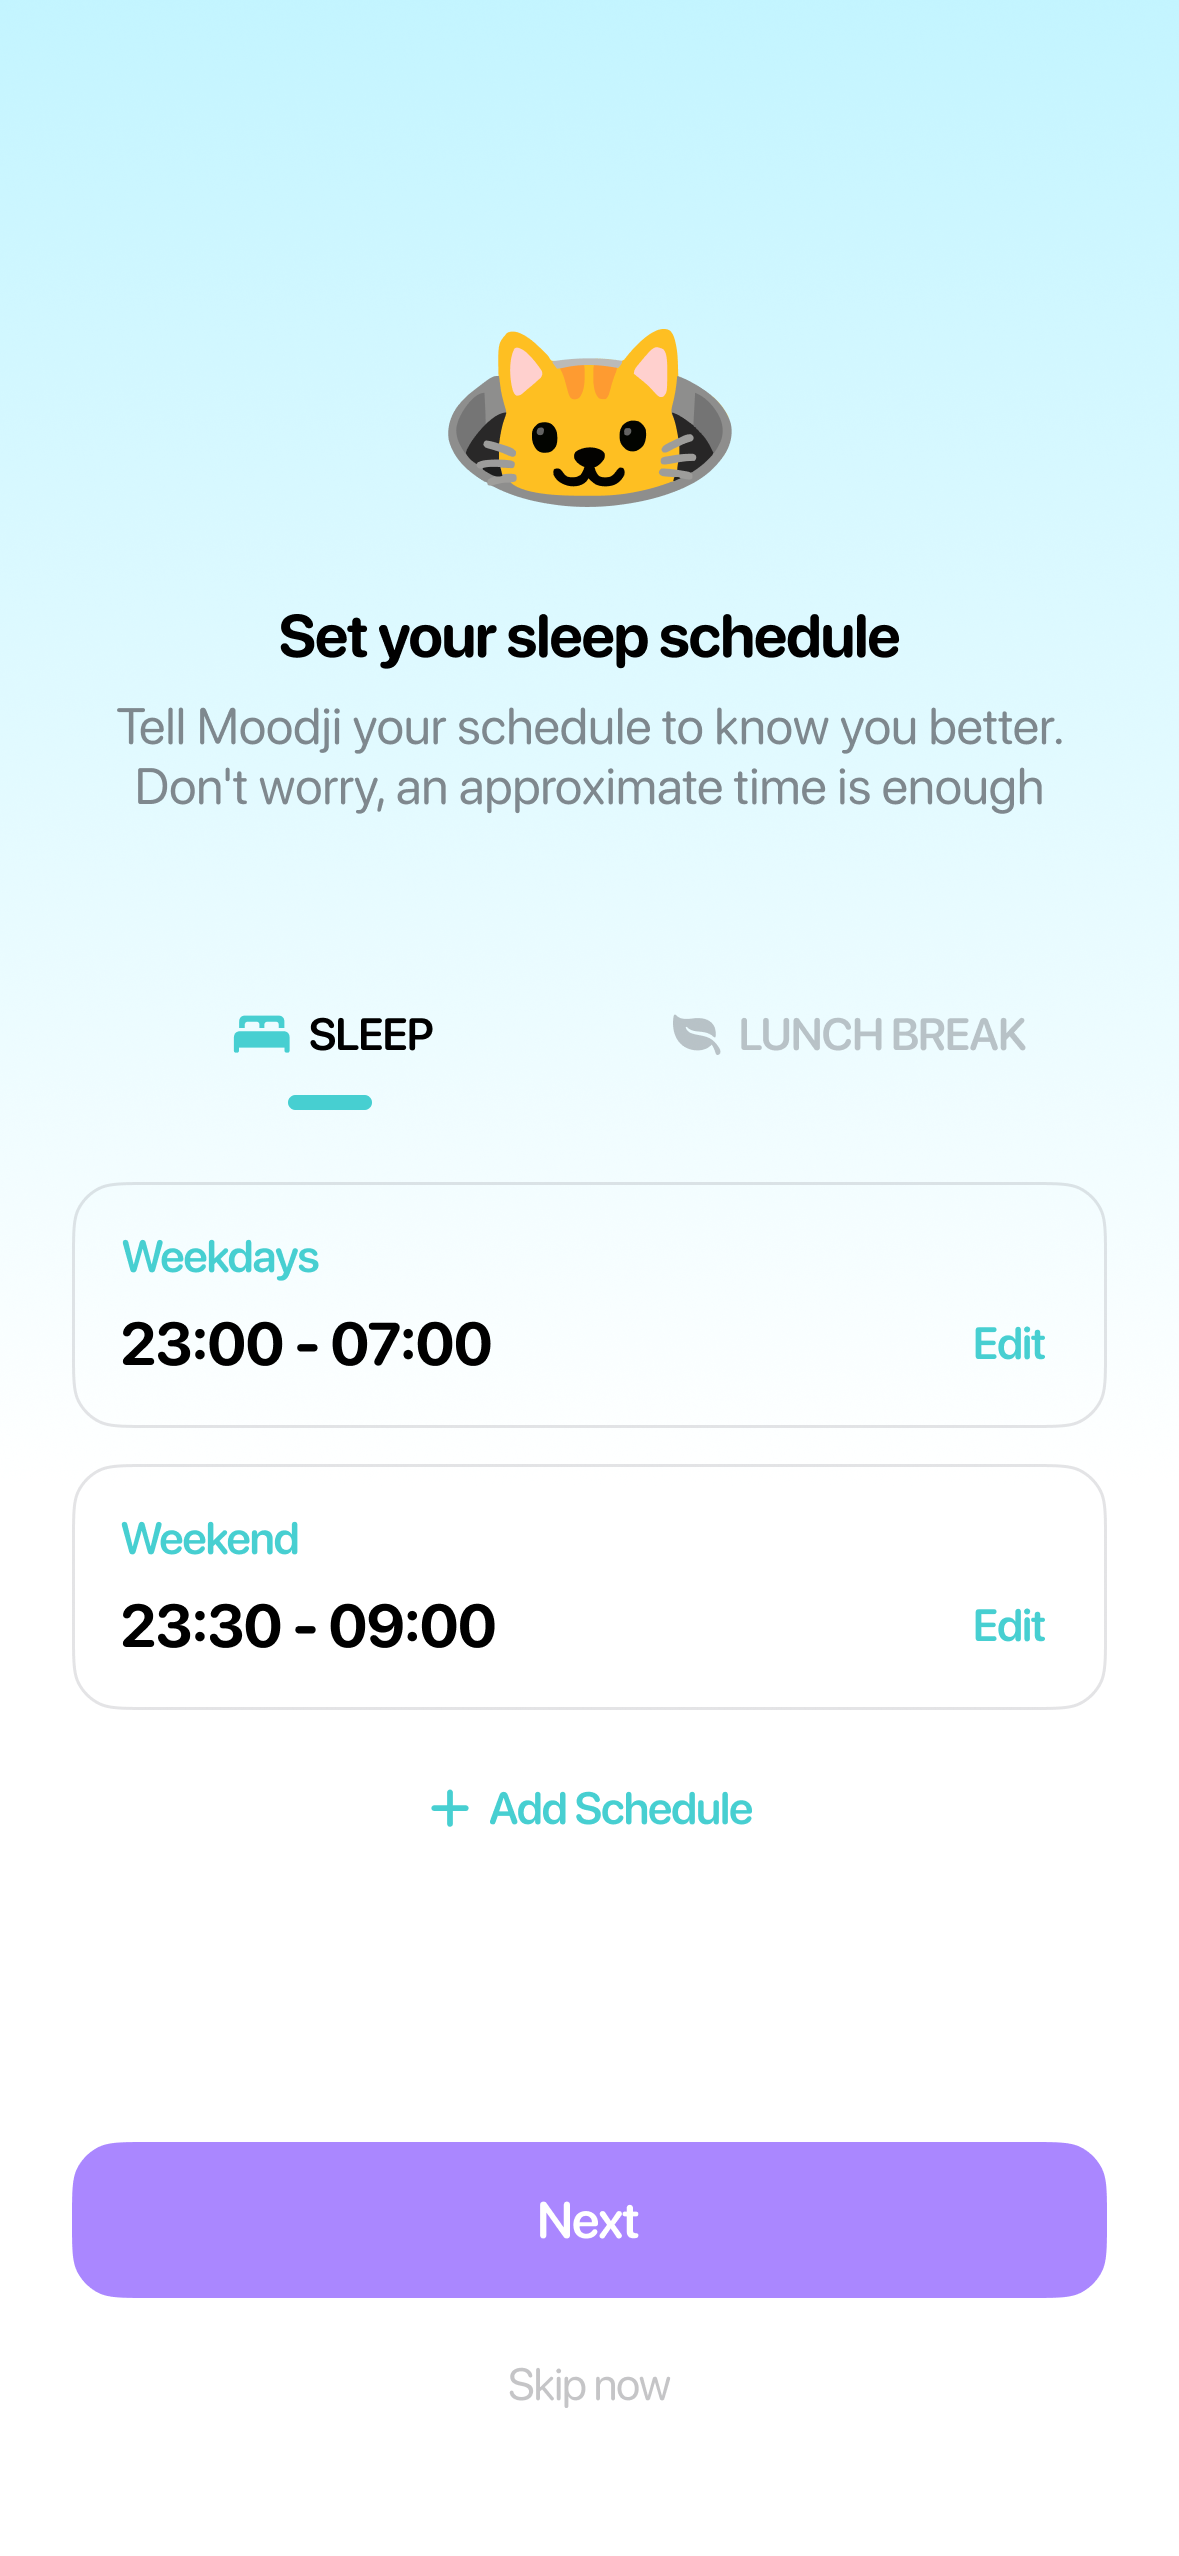 Set your sleep schedule
Tell Moodji your schedule to know you better.
Don't worry, an approximate time is enough
SLEEP
LUNCH BREAK
Weekdays
23:00 - 07:00
Edit
Weekend
23:30 - 09:00
Edit
+ Add Schedule
Next
Skip now